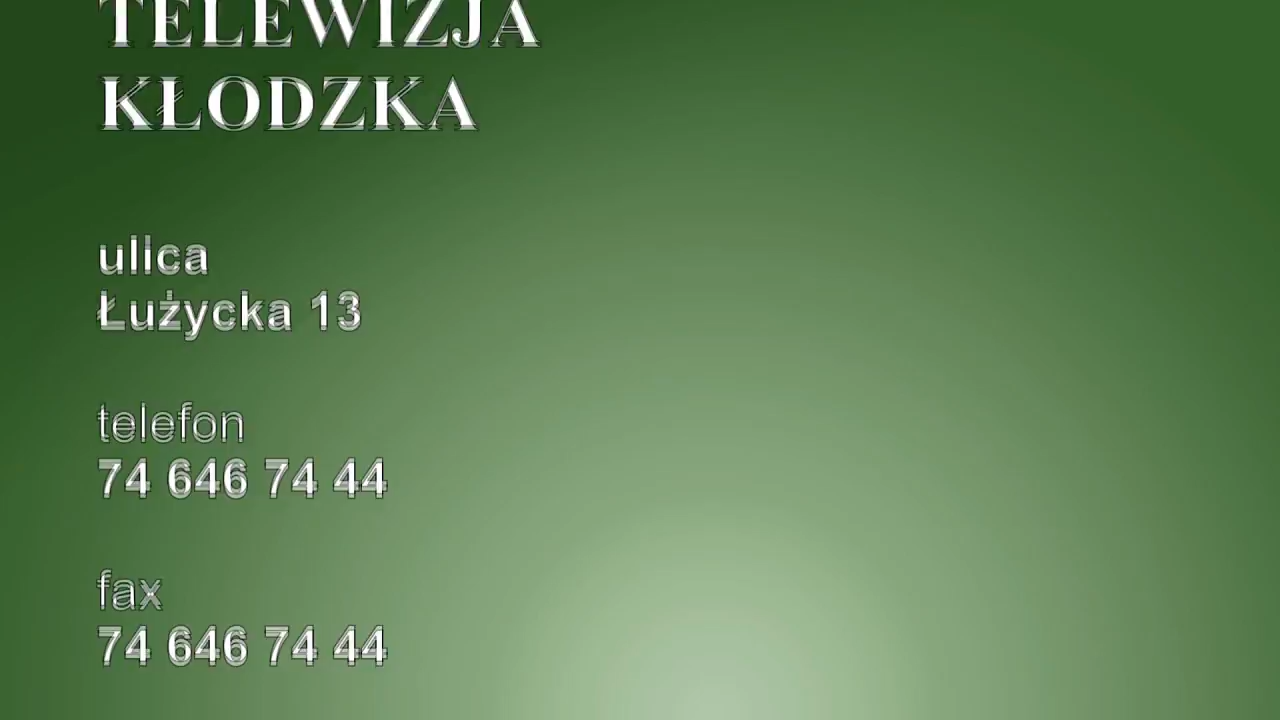 TELEWIZJA
KŁODZKA
ulica
Łużycka 13
telefon
74 646 74 44
fax
74 646 74 44